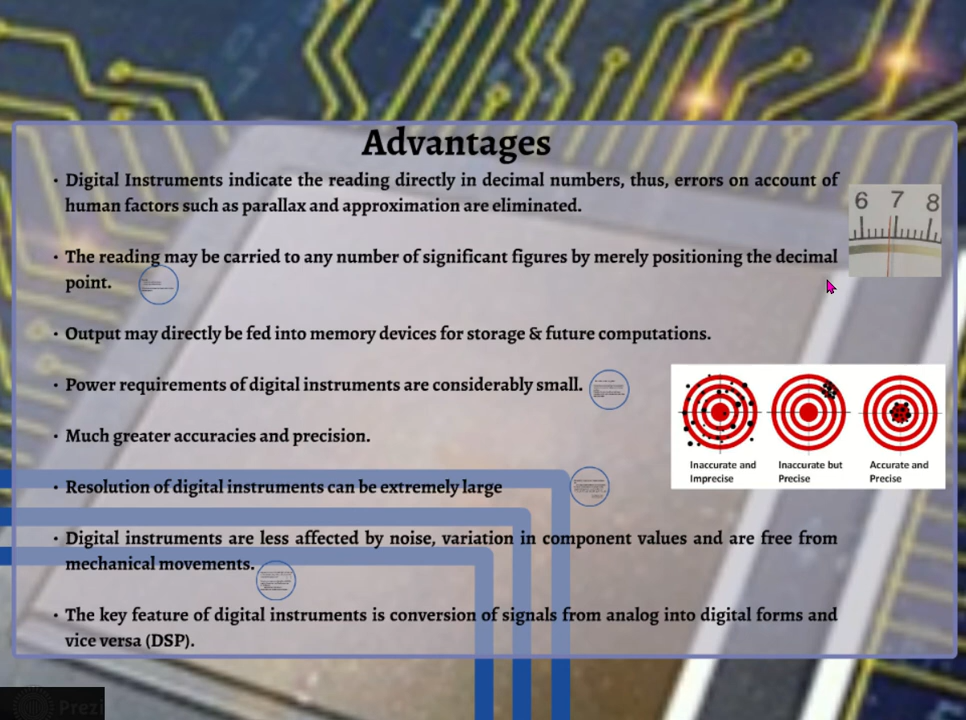 Advantages
• Digital Instruments indicate the reading directly in decimal numbers, thus, errors on account of
human factors such as parallax and approximation are eliminated.
6 7 8
• The reading may be carried to any number of significant figures by merely positioning the decimal
point.
• Output may directly be fed into memory devices for storage & future computations.
• Power requirements of digital instruments are considerably small.
• Much greater accuracies and precision.
Inaccurate and
Imprecise
Inaccurate but
Precise
Accurate and
Precise
• Resolution of digital instruments can be extremely large
• Digital instruments are less affected by noise, variation in component values and are free from
mechanical movements.
• The key feature of digital instruments is conversion of signals from analog into digital forms and
vice versa (DSP).
Prezi